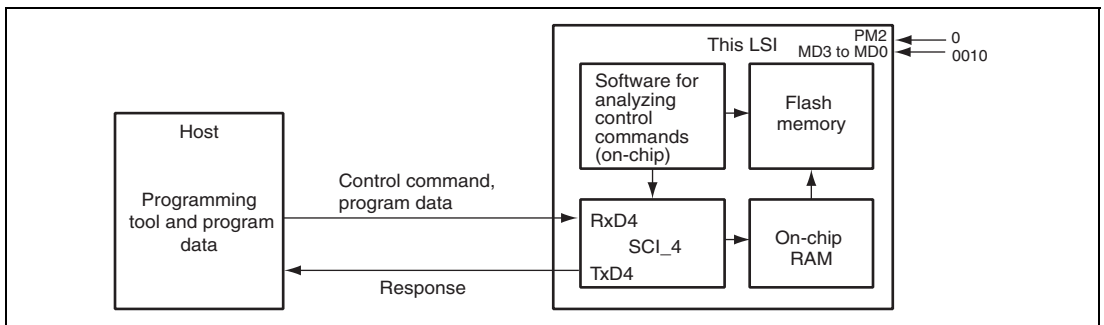 Host
Programming
tool and program
data
Control command,
program data
Response
This LSI
PM2
0
MD3 to MD0
0010
Software for
analyzing
control
commands
(on-chip)
Flash
memory
RxD4
SCI_4
TxD4
On-chip
RAM